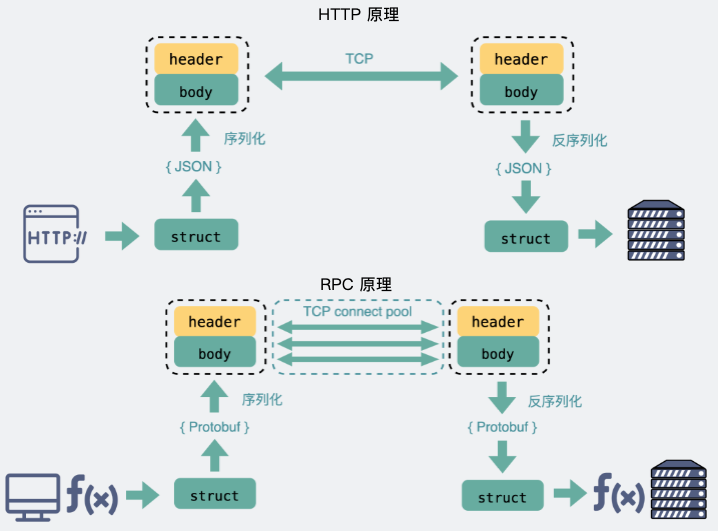 HTTP 原理
header
TCP
header
body
body
序列化
反序列化
{ JSON }
{ JSON }
HTTP://
struct
struct
RPC 原理
TCP connect pool
header
header
body
body
序列化
反序列化
{ Protobuf }
{ Protobuf }
f(x)
struct
struct
f(x)